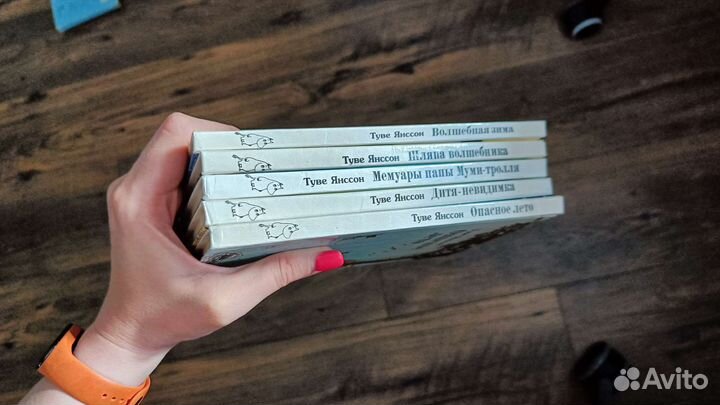 Туве Янссон Волшебная зима
Туве Янссон Шляпа волшебника
Туве Янссон Мемуары папы Муми-тролля
Туве Янссон Дитя-невидимка
Туве Янссон Опасное лето
Avito